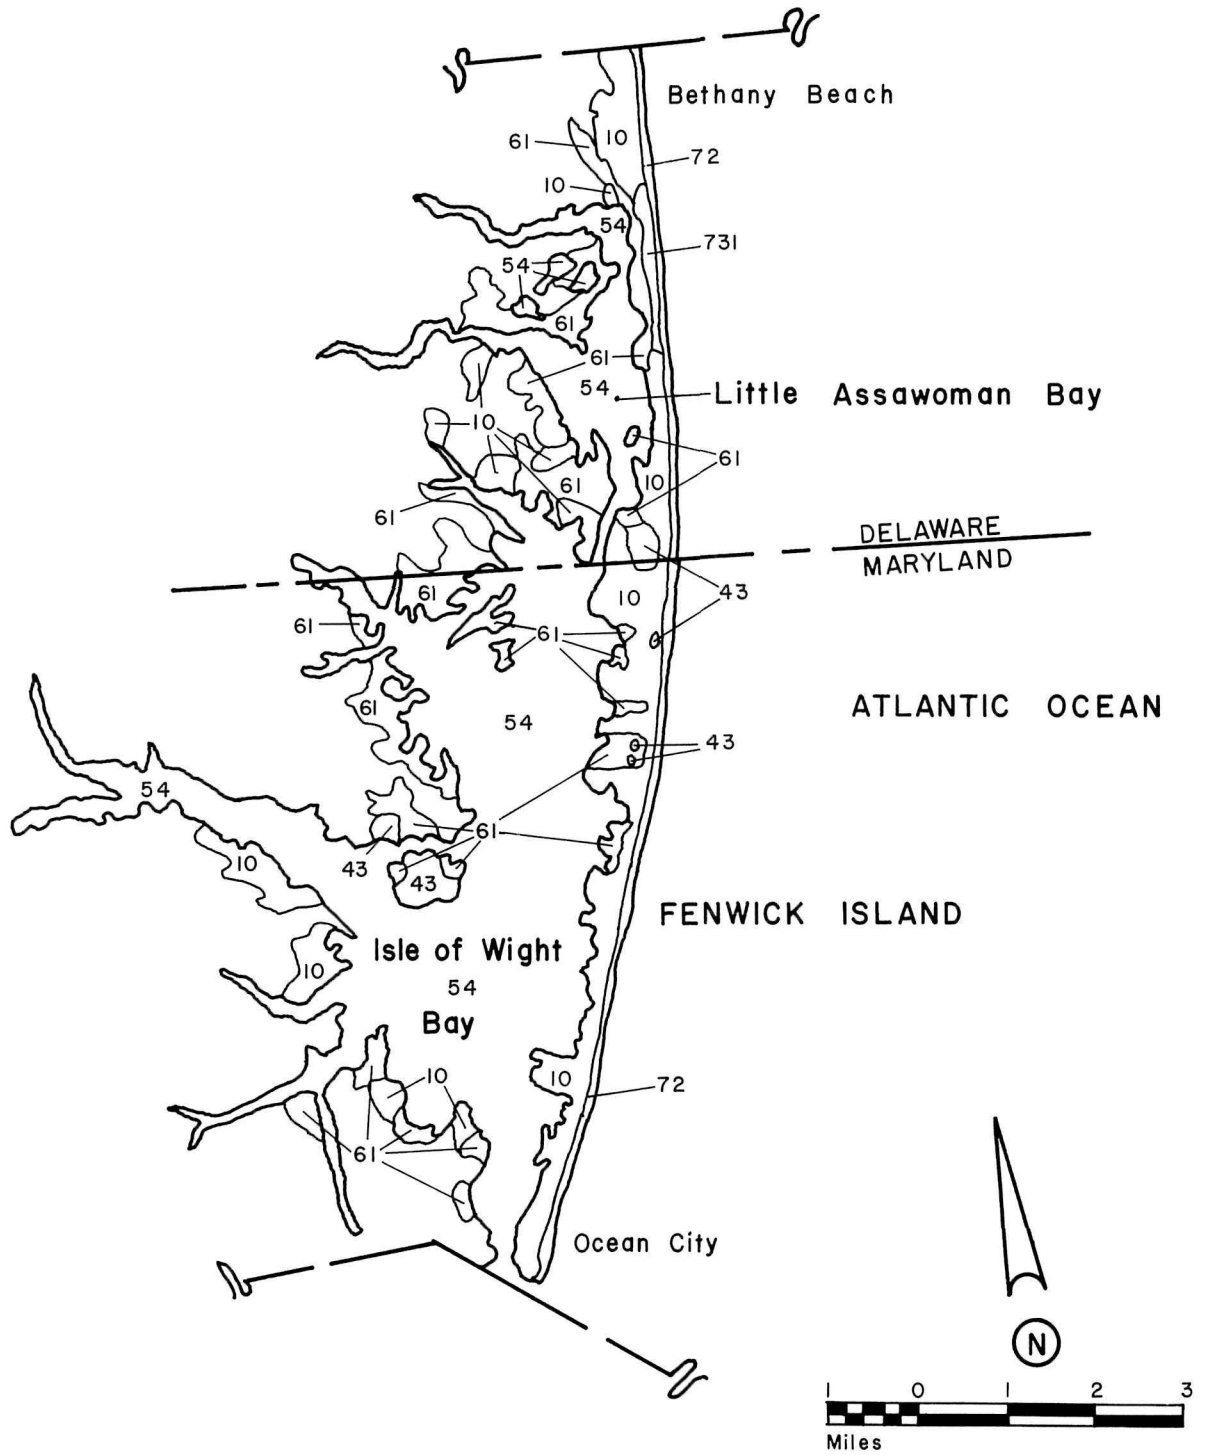 Bethany Beach
10
61
72
10
54
731
54
61
61
54
Little Assawoman Bay
10
61
10
61
61
DELAWARE
MARYLAND
61
10
43
61
61
61
54
ATLANTIC OCEAN
43
54
61
10
43
43
FENWICK ISLAND
Isle of Wight
10
54
Bay
10
10
72
61
Ocean City
N
1 0 1 2 3
Miles